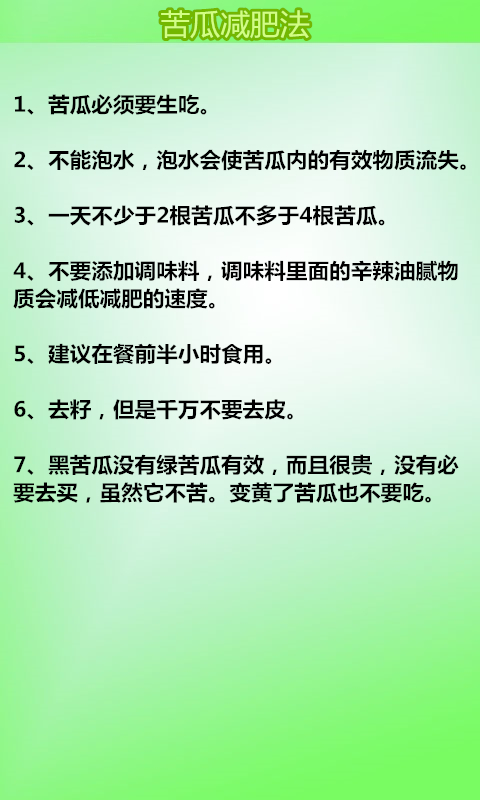 苦瓜减肥法
1、苦瓜必须要生吃。
2、不能泡水，泡水会使苦瓜内的有效物质流失。
3、一天不少于2根苦瓜不多于4根苦瓜。
4、不要添加调味料，调味料里面的辛辣油腻物
质会减低减肥的速度。
5、建议在餐前半小时食用。
6、去籽，但是千万不要去皮。
7、黑苦瓜没有绿苦瓜有效，而且很贵，没有必
要去买，虽然它不苦。变黄了苦瓜也不要吃。